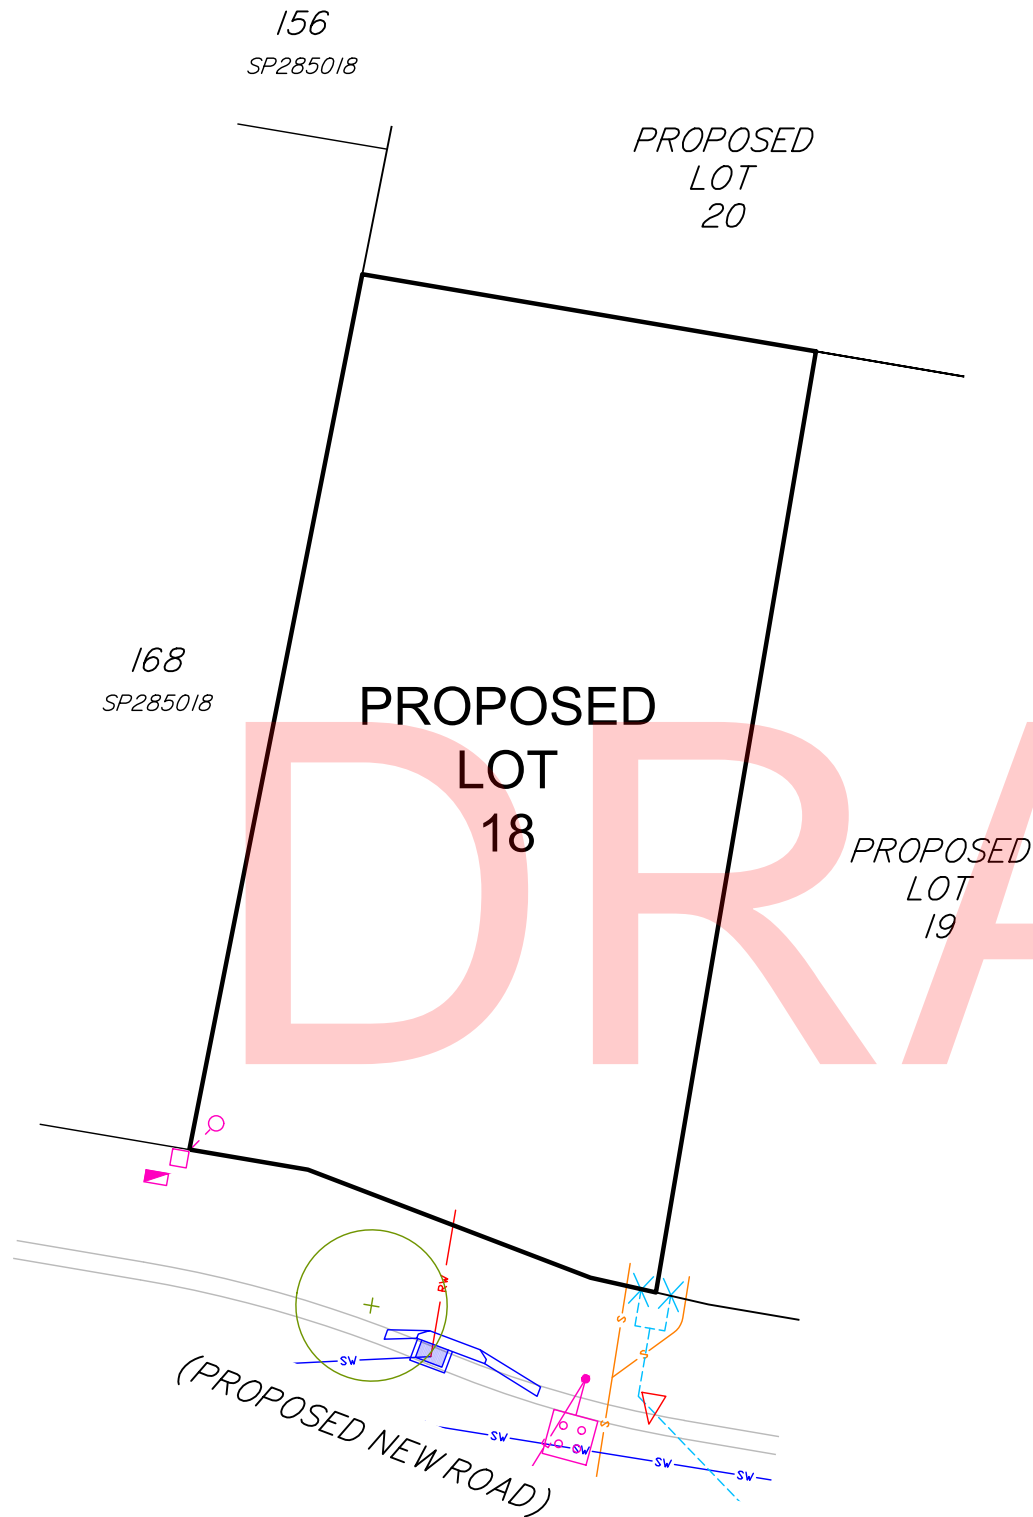 156
SP285018
PROPOSED
LOT
20
168
SP285018
PROPOSED
LOT
18
DRA
PROPOSED
LOT
19
RW
S
SW
S
S
SW
SW
SW
SW
(PROPOSED NEW ROAD)